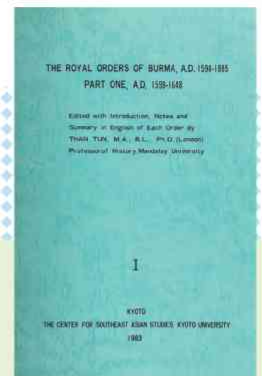 THE ROYAL ORDERS OF BURMA, A.D. 1598-1885
PART ONE, A.D. 1598-1648
Edited with Introduction, Notes and
Summary in English of Each Order by
THAN TUN, M.A., B.L., Ph.D. (London)
Professor of History, Mandalay University
I
KYOTO
THE CENTER FOR SOUTHEAST ASIAN STUDIES, KYOTO UNIVERSITY
1983